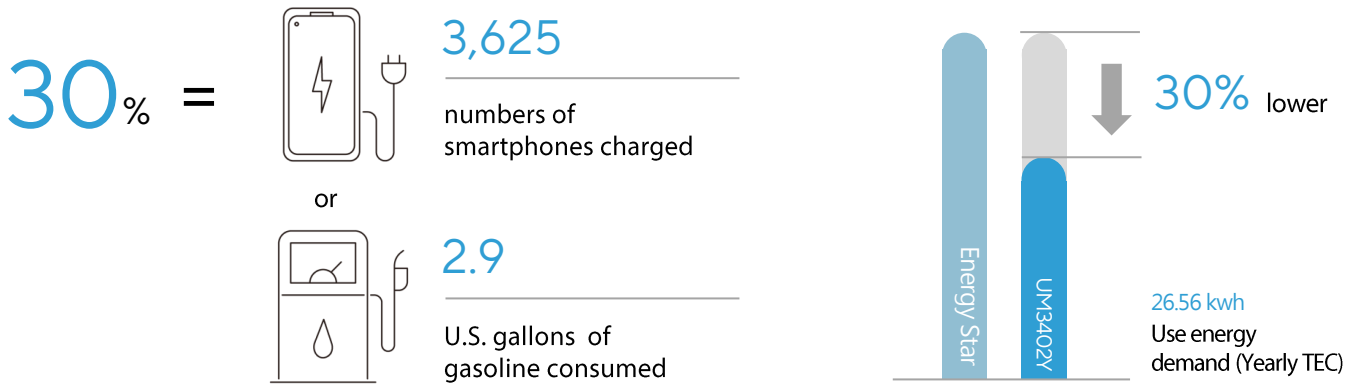 30% =
3,625
numbers of
smartphones charged
or
2.9
U.S. gallons of
gasoline consumed
Energy Star
UM3402Y
30% lower
26.56 kwh
Use energy
demand (Yearly TEC)